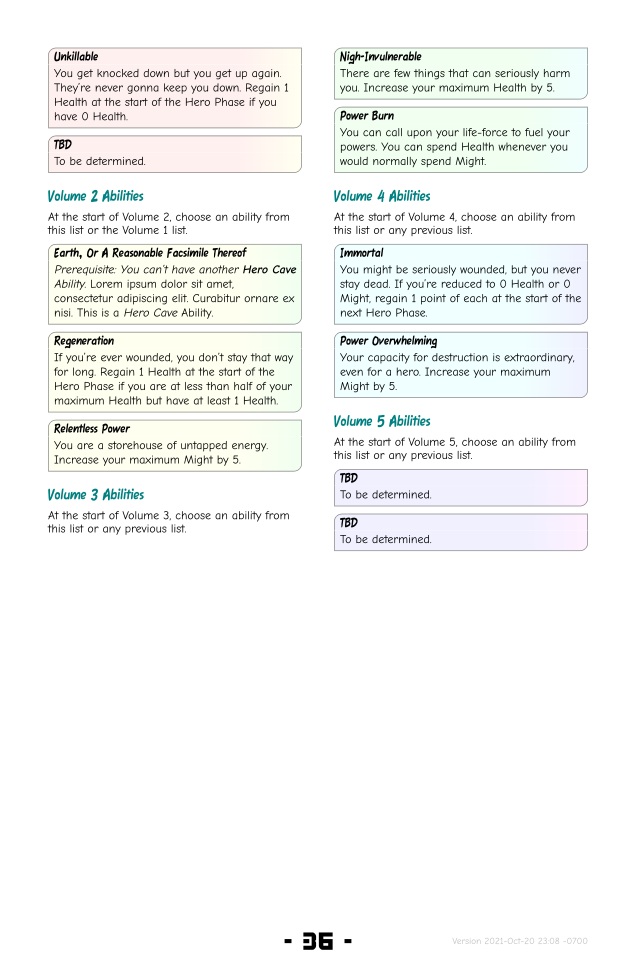 Unkillable
You get knocked down but you get up again.
They're never gonna keep you down. Regain 1
Health at the start of the Hero Phase if you
have 0 Health.
TBD
To be determined.
Volume 2 Abilities
At the start of Volume 2, choose an ability from
this list or the Volume 1 list.
Earth, Or A Reasonable Facsimile Thereof
Prerequisite: You can't have another Hero Cave
Ability. Lorem ipsum dolor sit amet,
consectetur adipiscing elit. Curabitur ornare ex
nisi. This is a Hero Cave Ability.
Regeneration
If you're ever wounded, you don't stay that way
for long. Regain 1 Health at the start of the
Hero Phase if you are at less than half of your
maximum Health but have at least 1 Health.
Relentless Power
You are a storehouse of untapped energy.
Increase your maximum Might by 5.
Volume 3 Abilities
At the start of Volume 3, choose an ability from
this list or any previous list.
Nigh-Invulnerable
There are few things that can seriously harm
you. Increase your maximum Health by 5.
Power Burn
You can call upon your life-force to fuel your
powers. You can spend Health whenever you
would normally spend Might.
Volume 4 Abilities
At the start of Volume 4, choose an ability from
this list or any previous list.
Immortal
You might be seriously wounded, but you never
stay dead. If you're reduced to 0 Health or 0
Might, regain 1 point of each at the start of the
next Hero Phase.
Power Overwhelming
Your capacity for destruction is extraordinary,
even for a hero. Increase your maximum
Might by 5.
Volume 5 Abilities
At the start of Volume 5, choose an ability from
this list or any previous list.
TBD
To be determined.
TBD
To be determined.
- 36 -
Version 2021-Oct-20 23:08 -0700